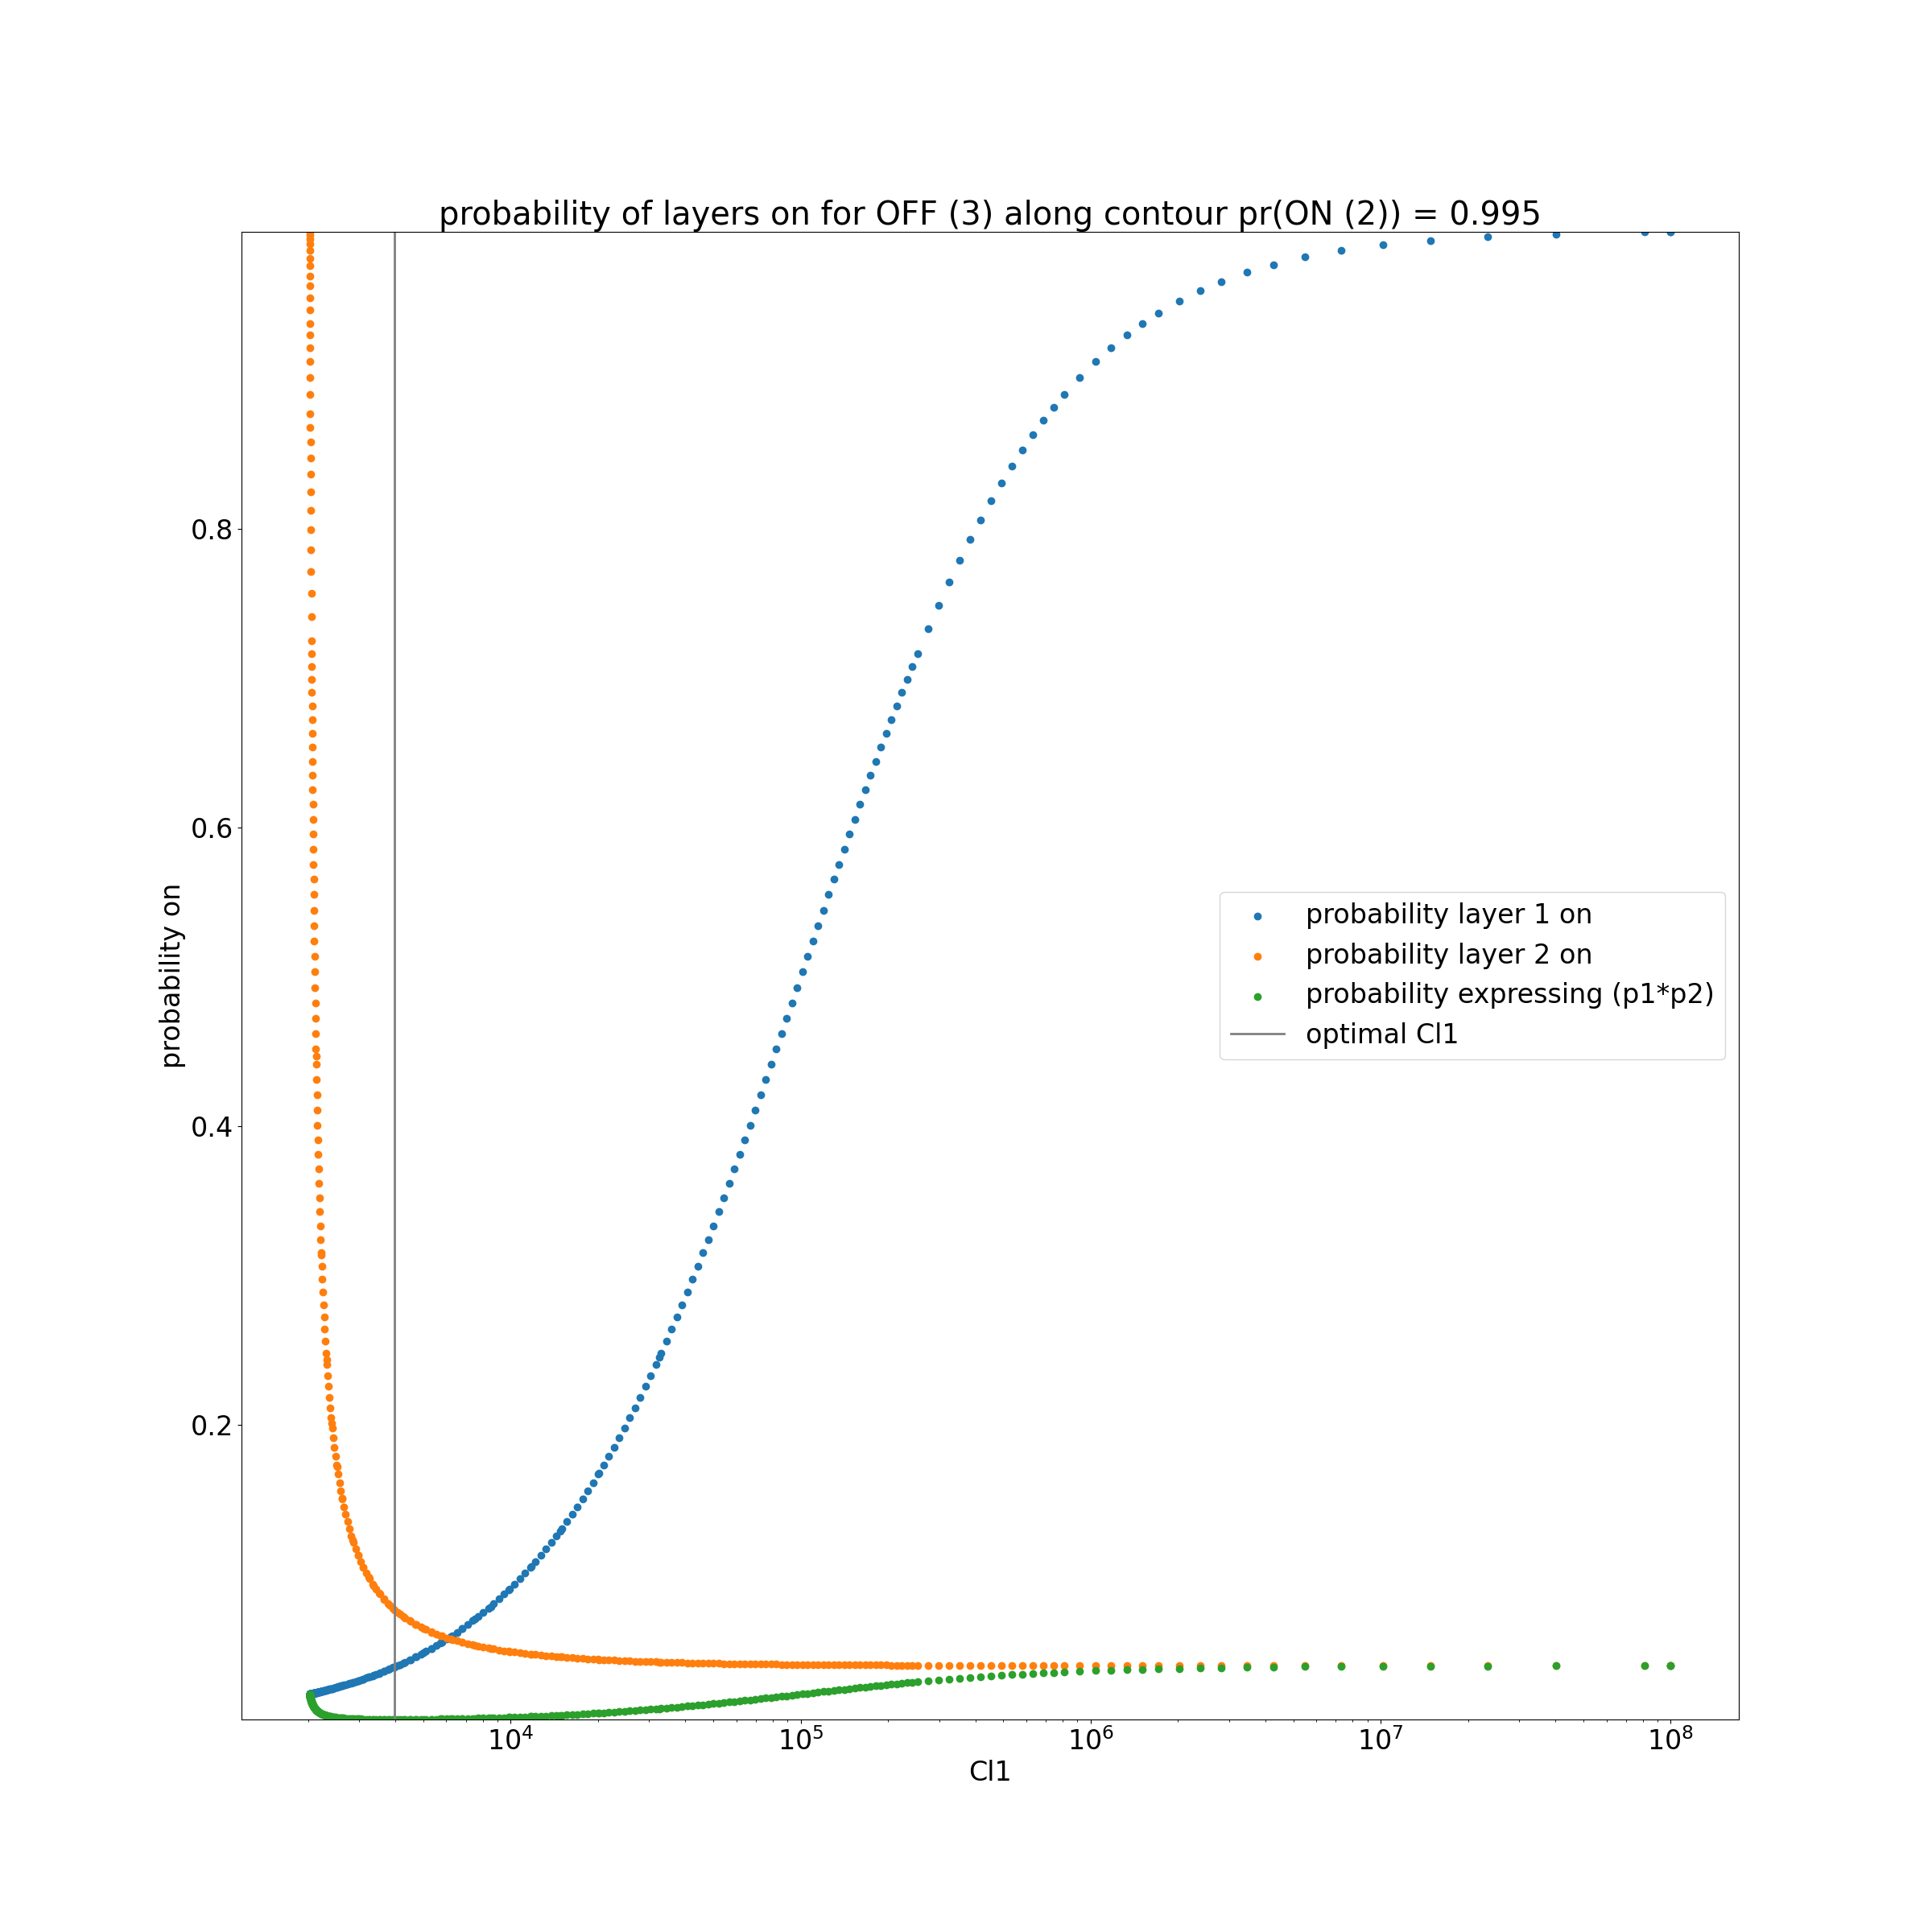 probability of layers on for OFF (3) along contour pr(ON (2)) = 0.995
probability on
0.8
0.6
0.4
0.2
probability layer 1 on
probability layer 2 on
probability expressing (p1*p2)
optimal Cl1
10⁴ 10⁵ 10⁶ 10⁷ 10⁸
Cl1